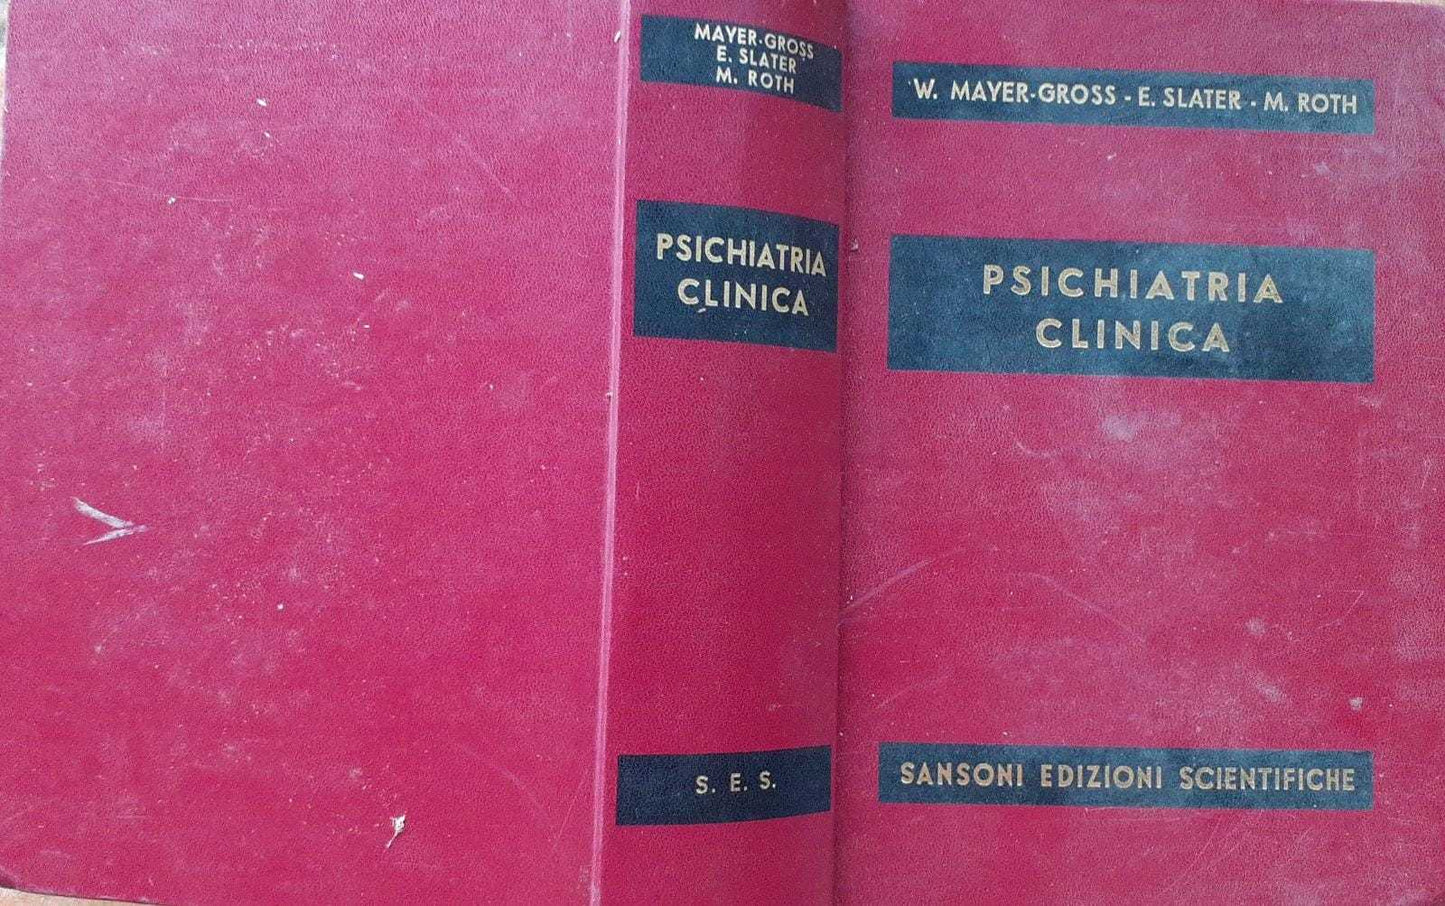 MAYER-GROSS
E. SLATER
M. ROTH
PSICHIATRIA
CLINICA
S. E. S.
W. MAYER-GROSS - E. SLATER - M. ROTH
PSICHIATRIA
CLINICA
SANSONI EDIZIONI SCIENTIFICHE